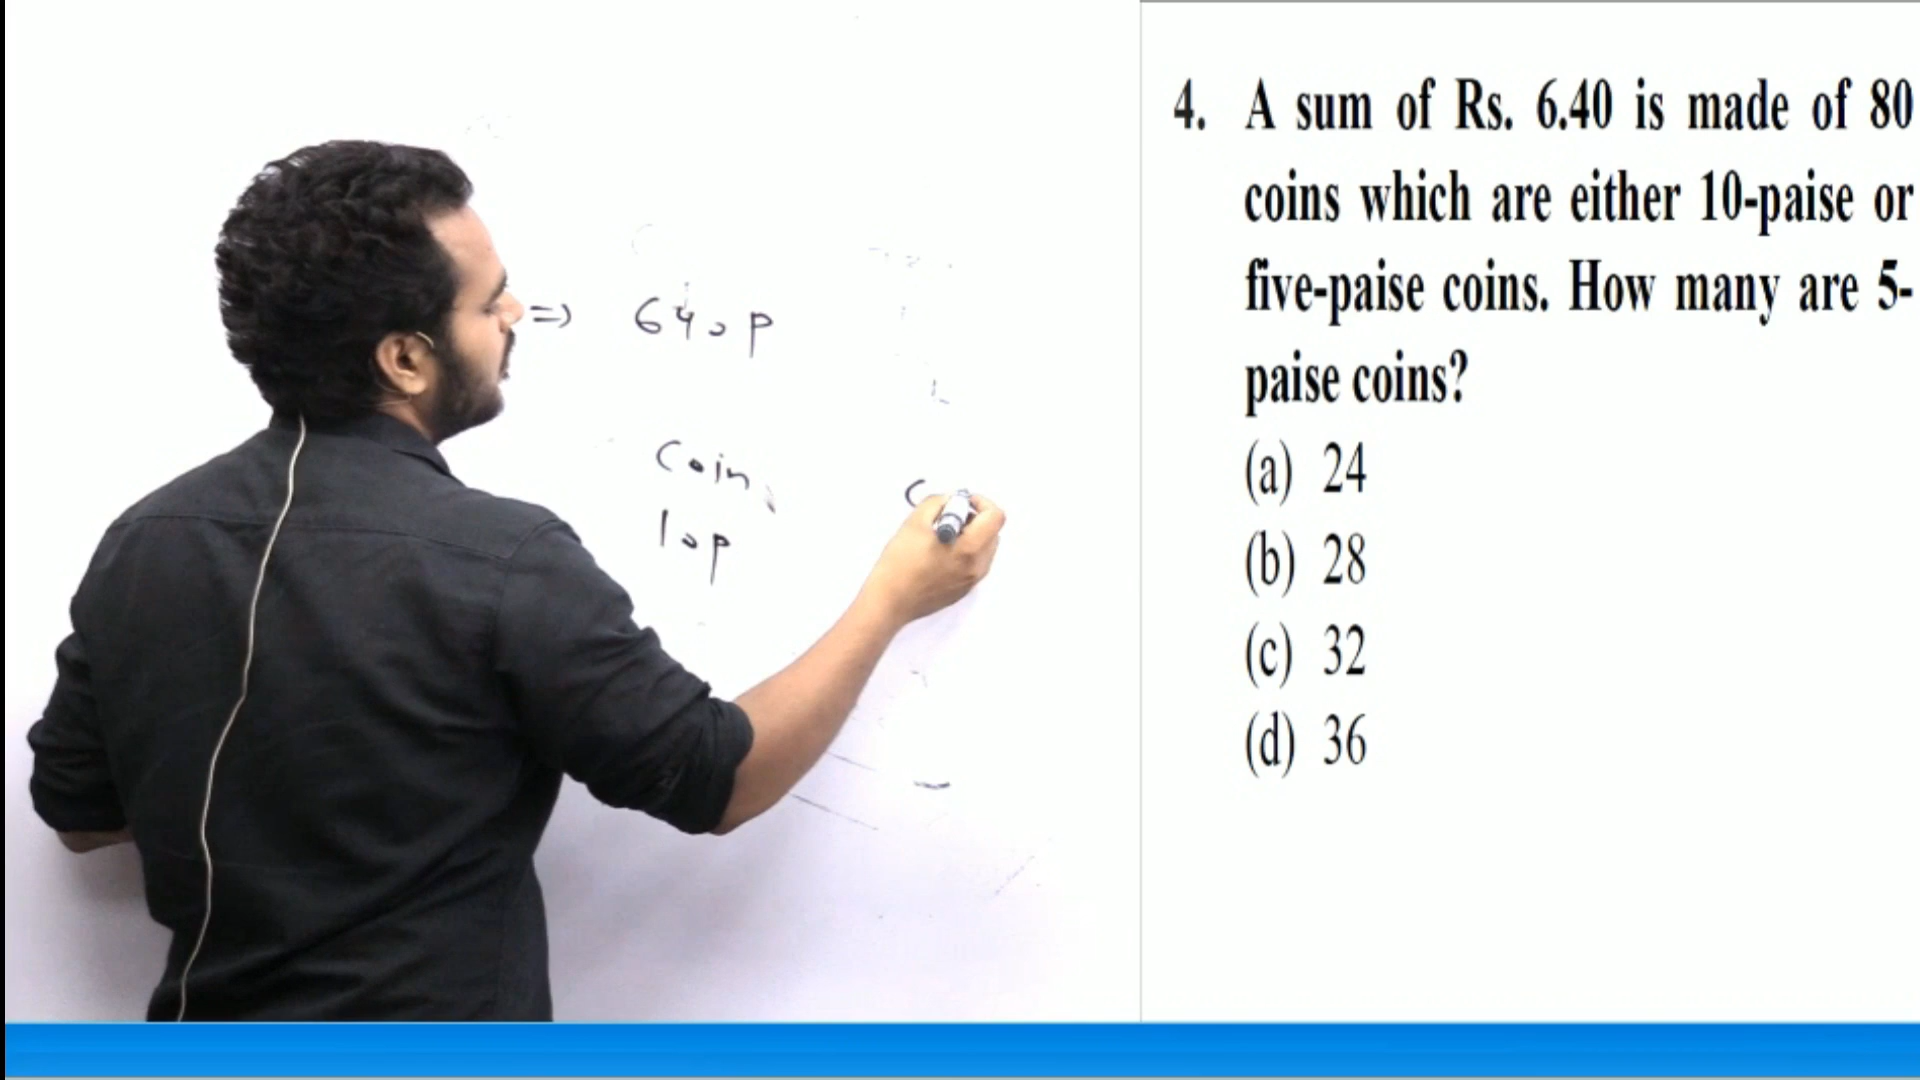 => 640 P
Coin
10P
C
4. A sum of Rs. 6.40 is made of 80
coins which are either 10-paise or
five-paise coins. How many are 5-
paise coins?
(a) 24
(b) 28
(c) 32
(d) 36